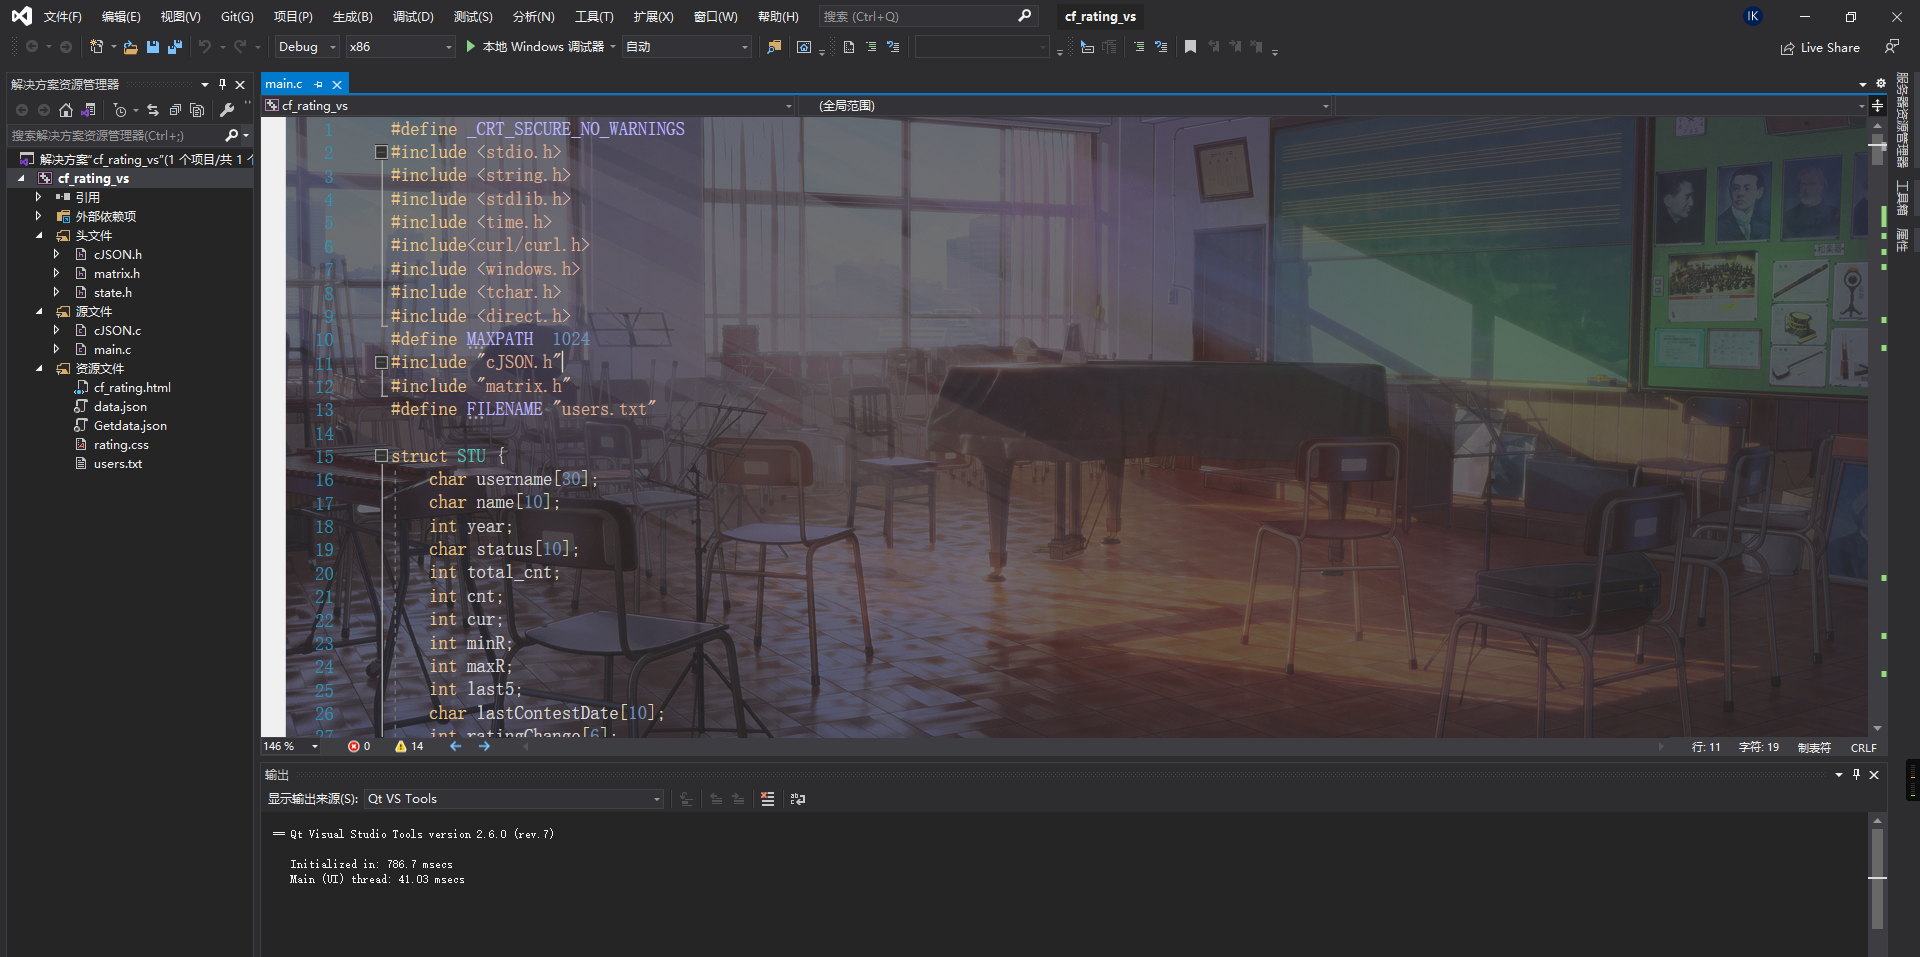 文件(F) 编辑(E) 视图(V) Git(G) 项目(P) 生成(B) 调试(D) 测试(S) 分析(N) 工具(T) 扩展(X) 窗口(W) 帮助(H) 搜索 (Ctrl+Q) cf_rating_vs IK
Debug x86 本地 Windows 调试器 自动 Live Share
解决方案资源管理器
搜索解决方案资源管理器(Ctrl+;)
解决方案"cf_rating_vs"(1 个项目/共 1 个
cf_rating_vs
引用
外部依赖项
头文件
cJSON.h
matrix.h
state.h
源文件
cJSON.c
main.c
资源文件
cf_rating.html
data.json
Getdata.json
rating.css
users.txt
main.c
cf_rating_vs (全局范围)
1 #define _CRT_SECURE_NO_WARNINGS
2 #include <stdio.h>
3 #include <string.h>
4 #include <stdlib.h>
5 #include <time.h>
6 #include<curl/curl.h>
7 #include <windows.h>
8 #include <tchar.h>
9 #include <direct.h>
10 #define MAXPATH 1024
11 #include "cJSON.h"
12 #include "matrix.h"
13 #define FILENAME "users.txt"
14
15 struct STU {
16 char username[30];
17 char name[10];
18 int year;
19 char status[10];
20 int total_cnt;
21 int cnt;
22 int cur;
23 int minR;
24 int maxR;
25 int last5;
26 char lastContestDate[10];
27 int ratingChange[6];
146 % 0 14 行: 11 字符: 19 制表符 CRLF
输出
显示输出来源(S): Qt VS Tools
== Qt Visual Studio Tools version 2.6.0 (rev.7)
Initialized in: 786.7 msecs
Main (UI) thread: 41.03 msecs
服务器资源管理器
工具箱
属性